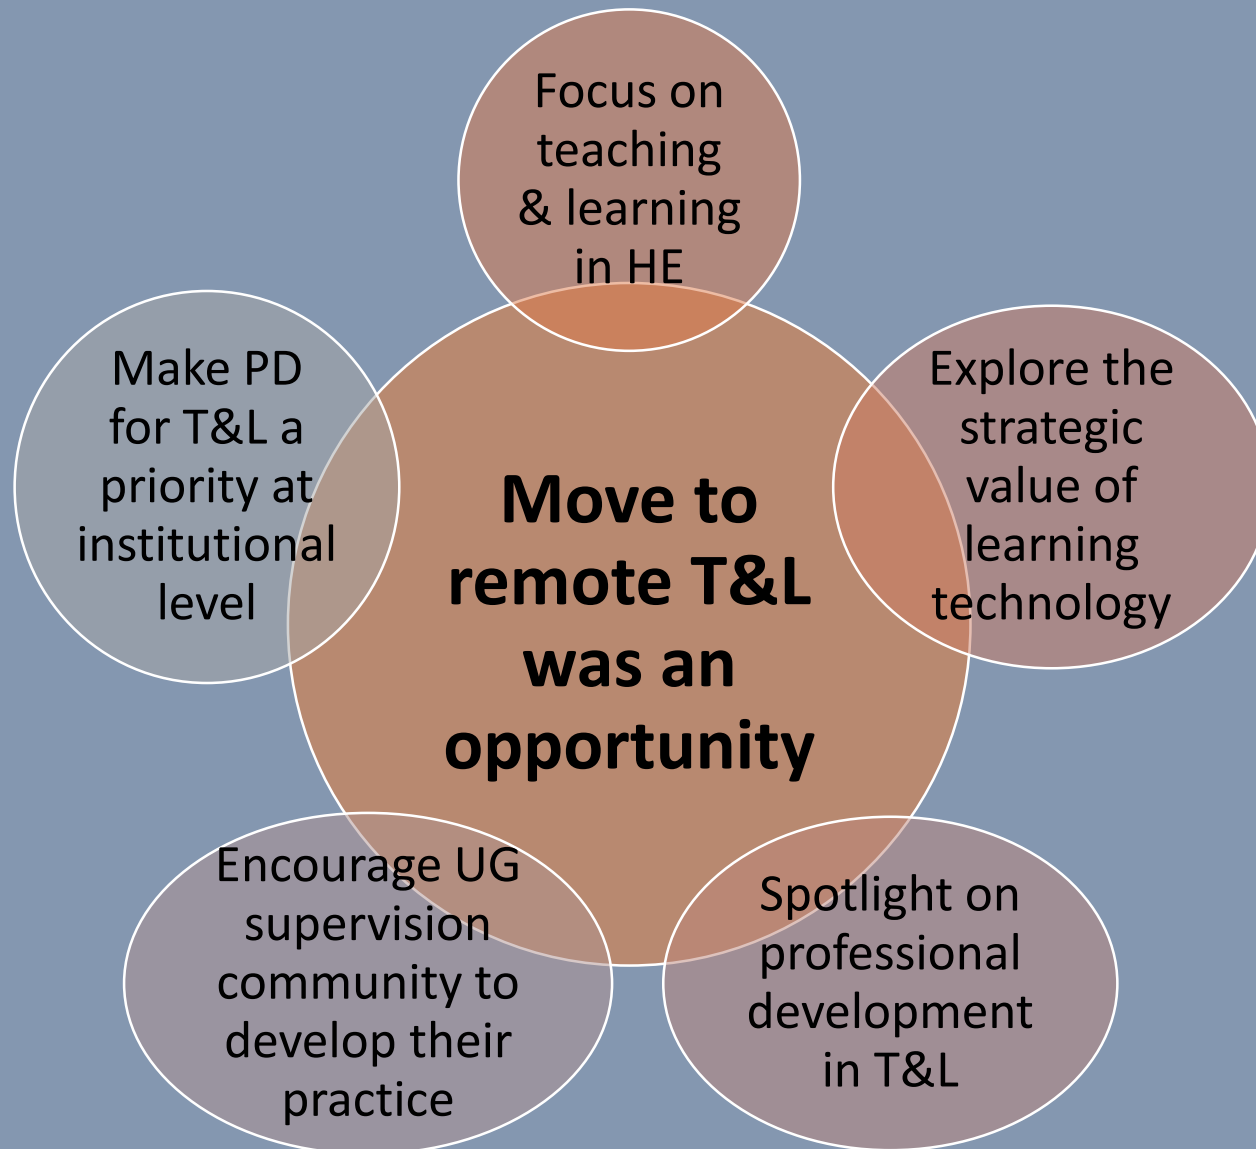 Focus on
teaching
& learning
in HE
Explore the
strategic
value of
learning
technology
Spotlight on
professional
development
in T&L
Encourage UG
supervision
community to
develop their
practice
Make PD
for T&L a
priority at
institutional
level
Move to
remote T&L
was an
opportunity